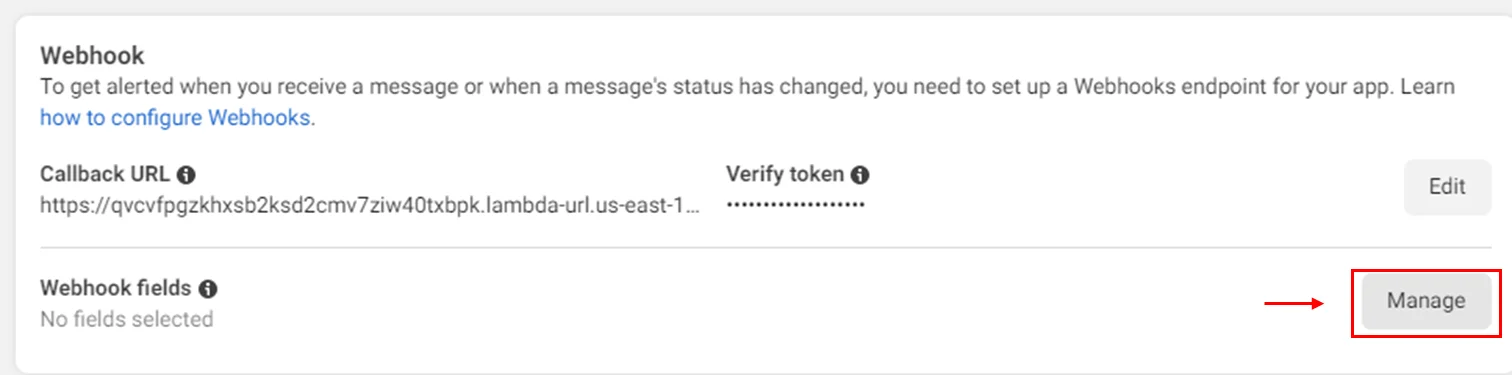 Webhook
To get alerted when you receive a message or when a message's status has changed, you need to set up a Webhooks endpoint for your app. Learn
how to configure Webhooks.
Callback URL
Verify token
https://qvcvfpgzkhxsb2ksd2cmv7ziw40txbpk.lambda-url.us-east-1...
•••••••••••••••••••
Edit
Webhook fields
No fields selected
Manage